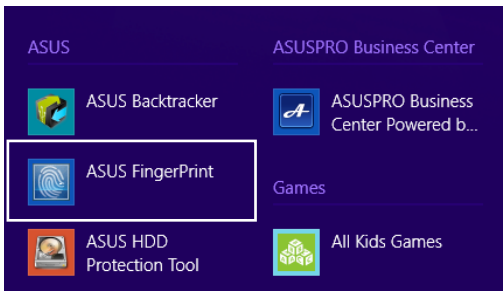 ASUS
ASUS Backtracker
ASUS FingerPrint
ASUS HDD
Protection Tool
ASUSPRO Business Center
ASUSPRO Business
Center Powered b...
Games
All Kids Games